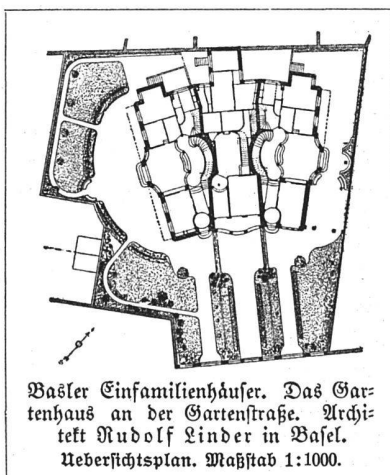 Basler Einfamilienhäuser. Das Gar=
tenhaus an der Gartenstraße. Archi=
tekt Rudolf Linder in Basel.
Uebersichtsplan. Maßstab 1:1000.